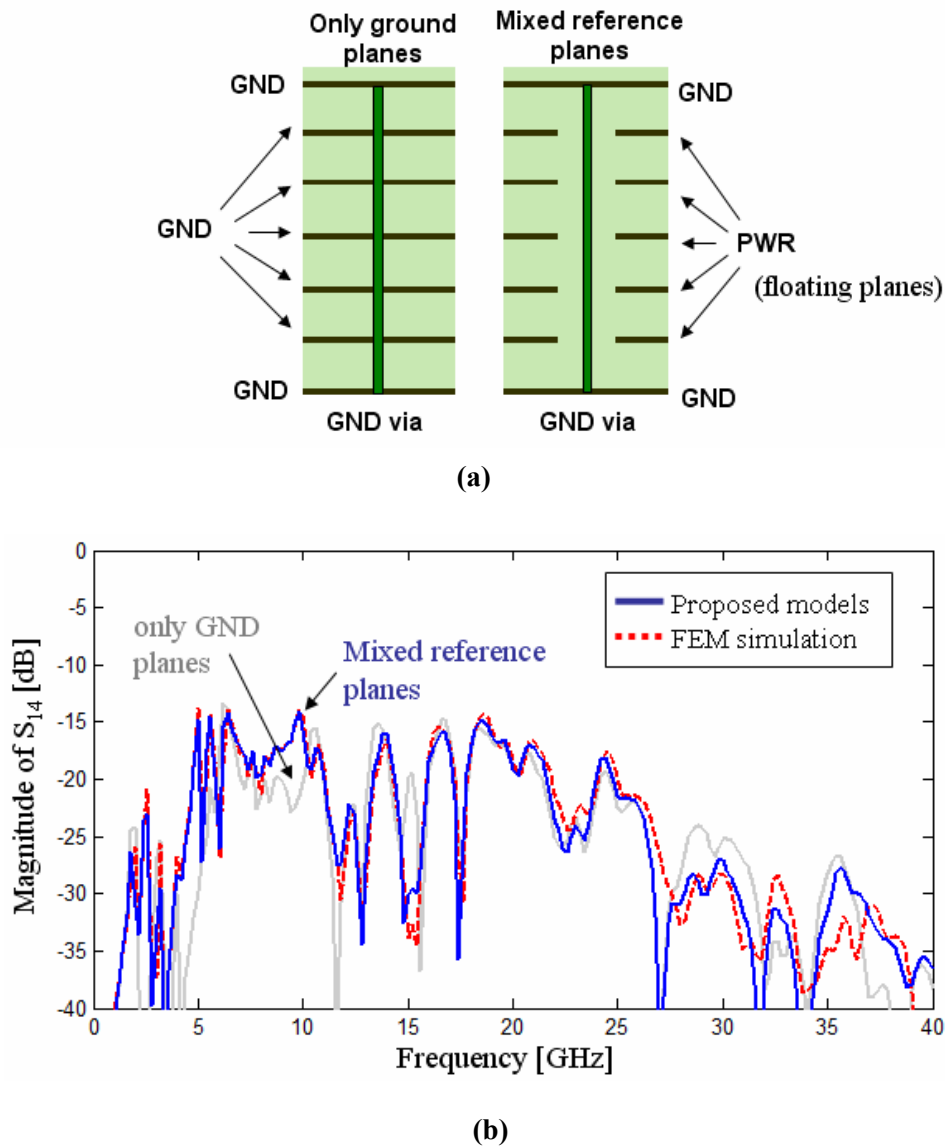 Only ground
planes
Mixed reference
planes
GND
GND
GND
PWR
(floating planes)
GND
GND
GND via
GND via
(a)
0
-5
-10
-15
-20
-25
-30
-35
-40
Magnitude of S14 [dB]
only GND
planes
Mixed reference
planes
Proposed models
FEM simulation
0
5
10
15
20
25
30
35
40
Frequency [GHz]
(b)